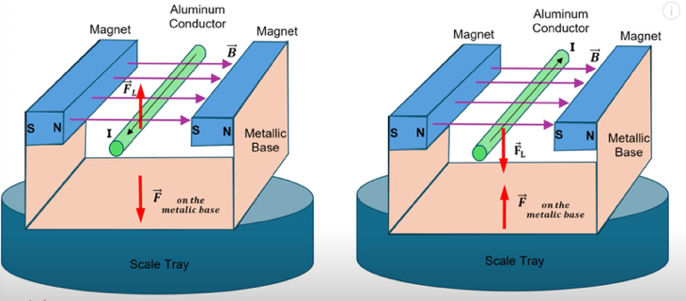 Aluminum
Conductor
Magnet
Magnet
B
F_L
I
S N
S N
Metallic
Base
F on the
metalic base
Scale Tray
Aluminum
Conductor
Magnet
I
Magnet
B
S N
S N
Metallic
Base
F_L
F on the
metalic base
Scale Tray